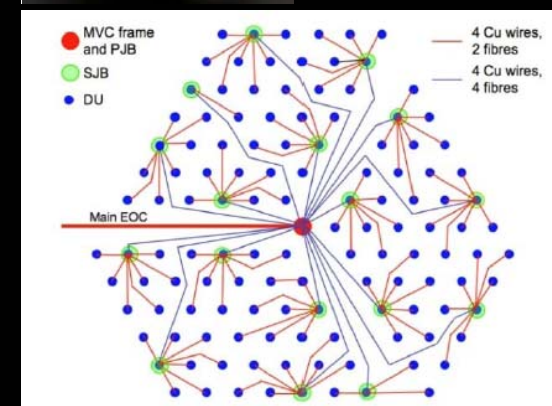 MVC frame
and PJB
SJB
DU
4 Cu wires,
2 fibres
4 Cu wires,
4 fibres
Main EOC